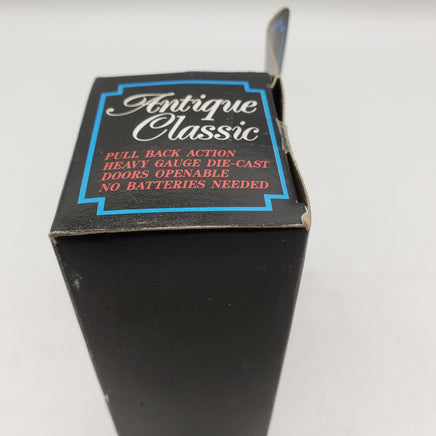 Antique
Classic
PULL BACK ACTION
HEAVY GAUGE DIE-CAST
DOORS OPENABLE
NO BATTERIES NEEDED